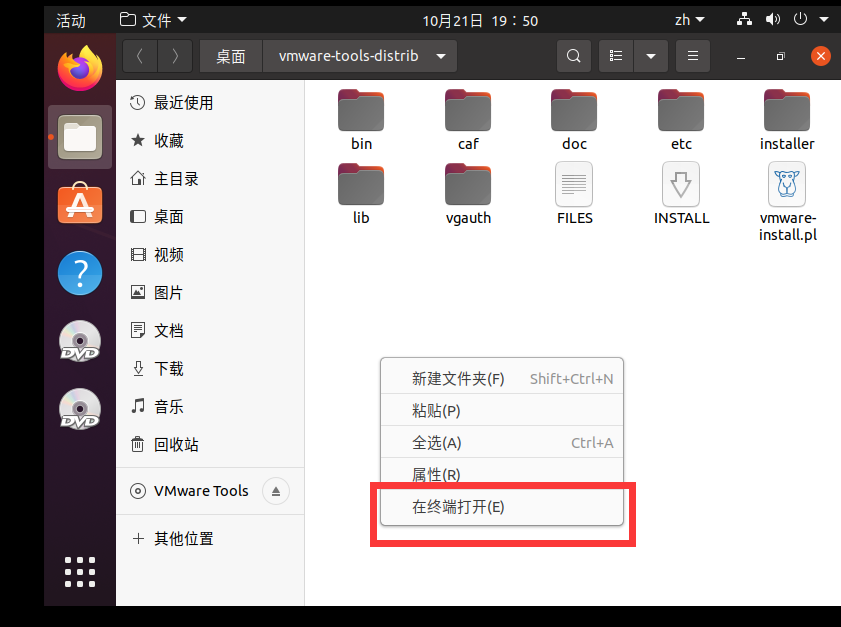 活动 文件 10月21日 19：50 zh
桌面 vmware-tools-distrib
最近使用
收藏
主目录
桌面
视频
图片
文档
下载
音乐
回收站
VMware Tools
其他位置
bin caf doc etc installer
lib vgauth FILES INSTALL vmware-
install.pl
新建文件夹(F) Shift+Ctrl+N
粘贴(P)
全选(A) Ctrl+A
属性(R)
在终端打开(E)
A
?
DVD
DVD